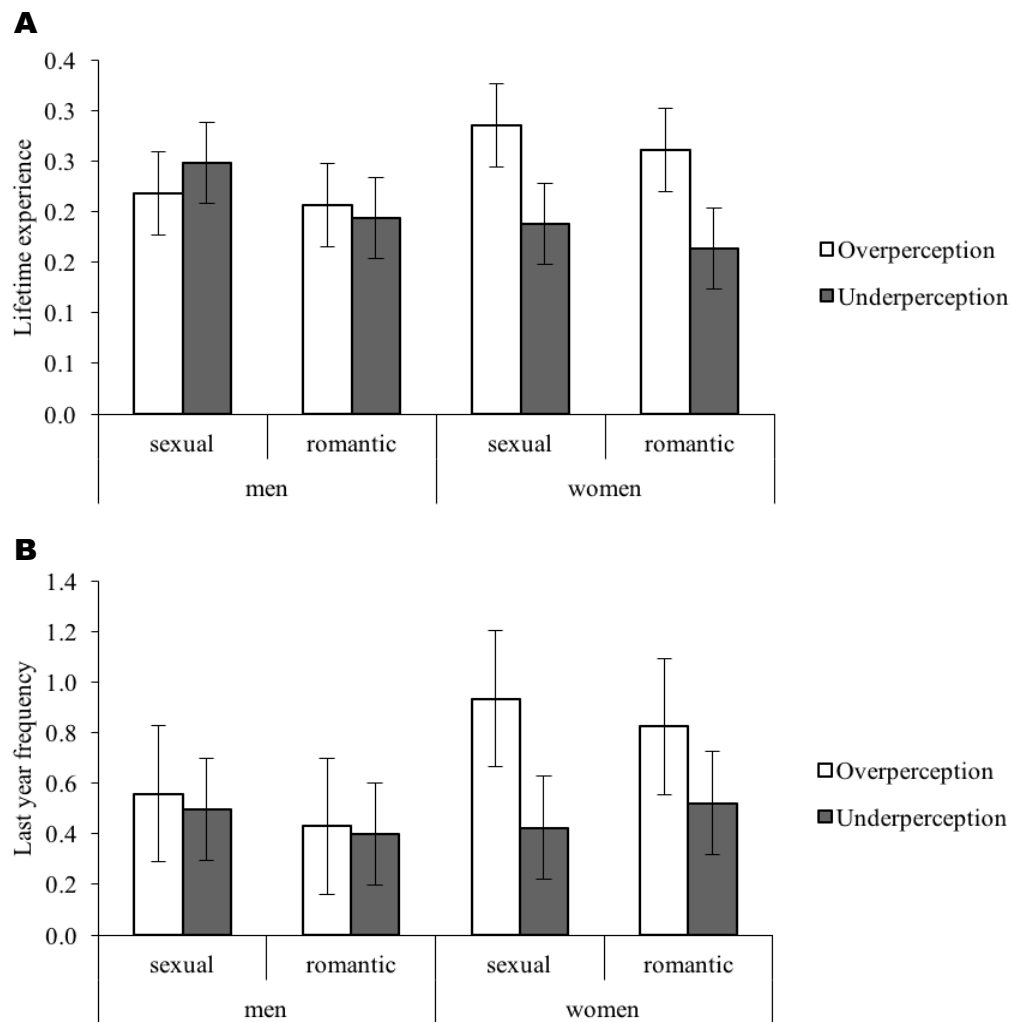 A
Lifetime experience
0.4
0.3
0.3
0.2
0.2
0.1
0.1
0.0
sexual romantic sexual romantic
men women
Overperception
Underperception
B
Last year frequency
1.4
1.2
1.0
0.8
0.6
0.4
0.2
0.0
sexual romantic sexual romantic
men women
Overperception
Underperception